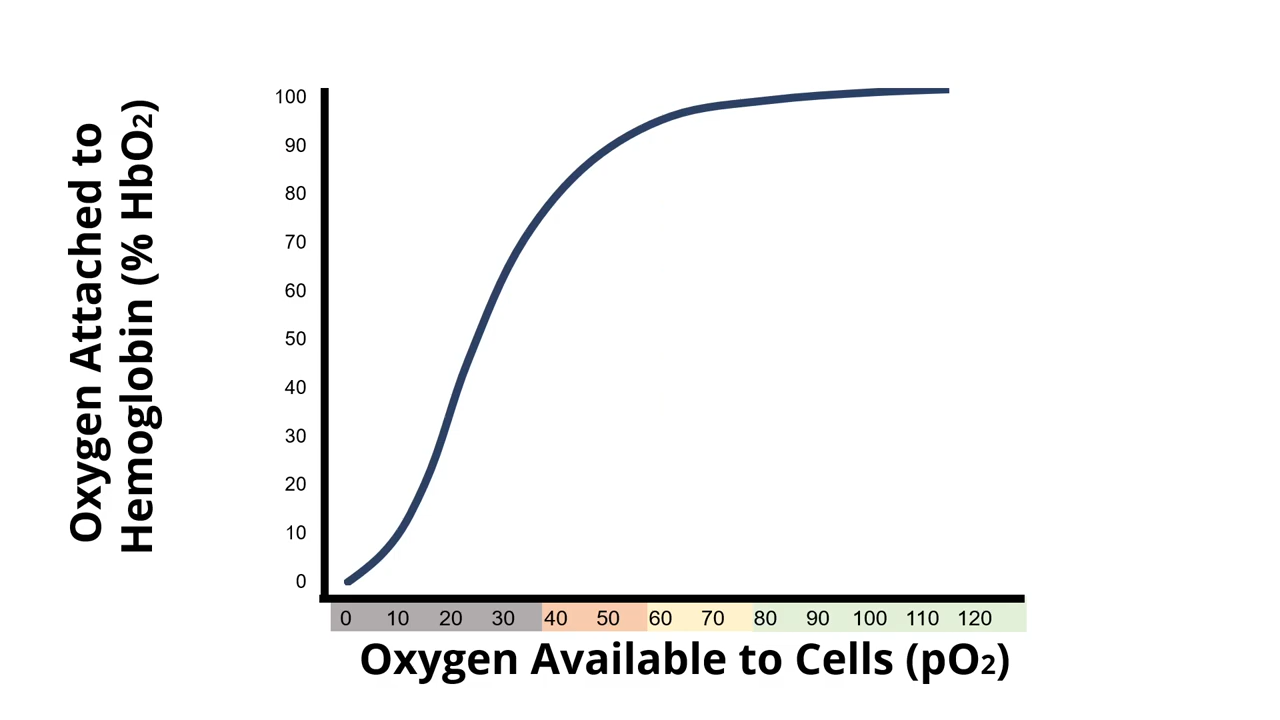 Oxygen Attached to
Hemoglobin (% HbO₂)
100
90
80
70
60
50
40
30
20
10
0
0 10 20 30 40 50 60 70 80 90 100 110 120
Oxygen Available to Cells (pO₂)